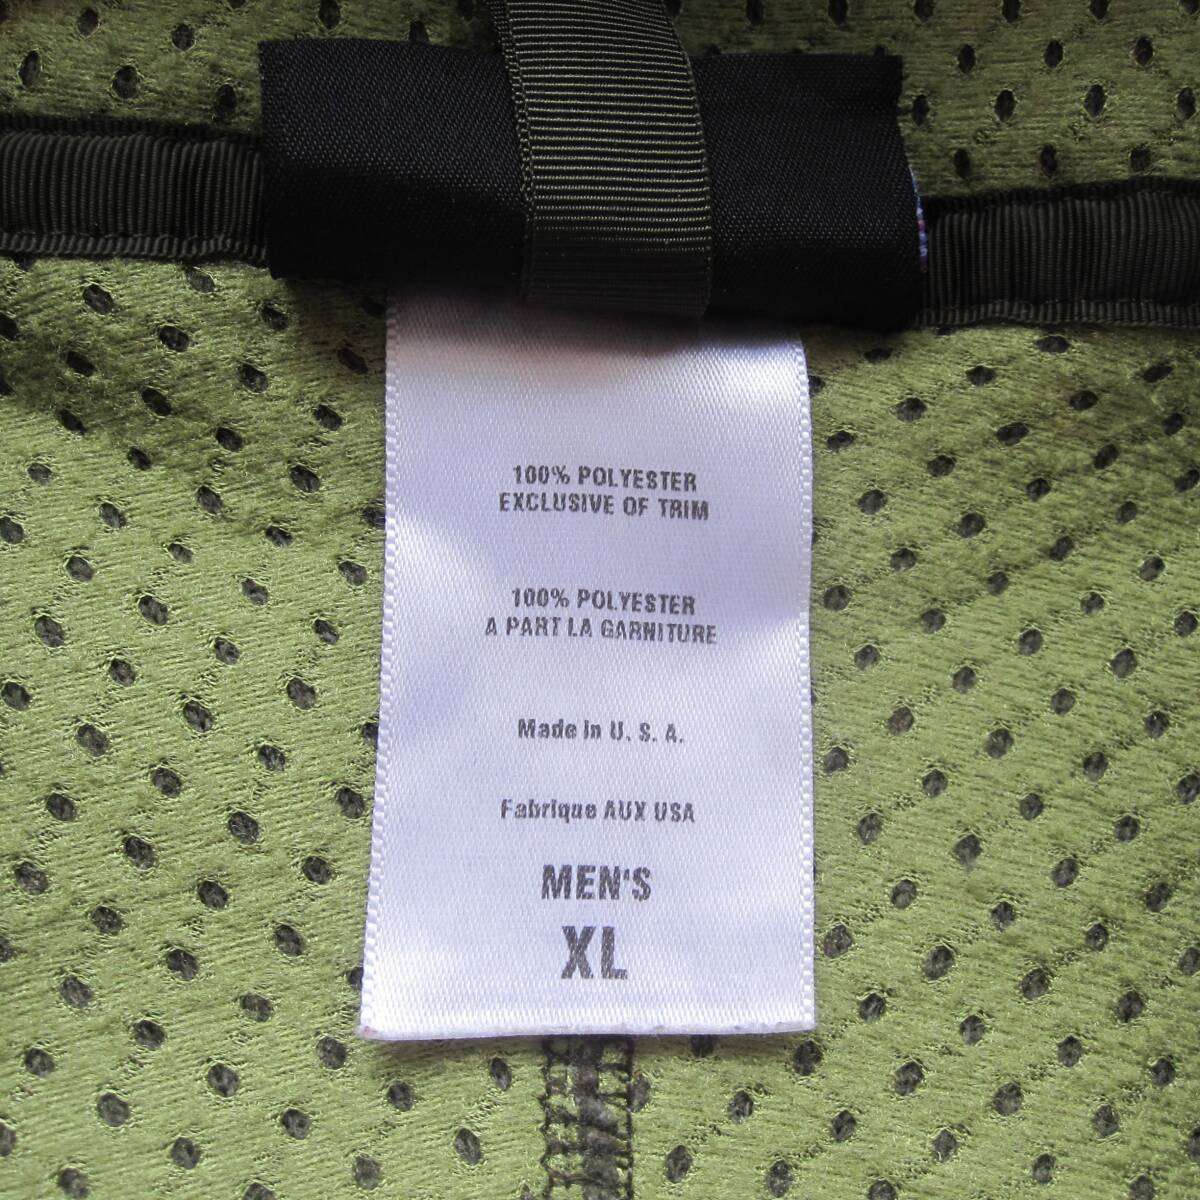 100% POLYESTER
EXCLUSIVE OF TRIM
100% POLYESTER
A PART LA GARNITURE
Made in U. S. A.
Fabrique AUX USA
MEN'S
XL